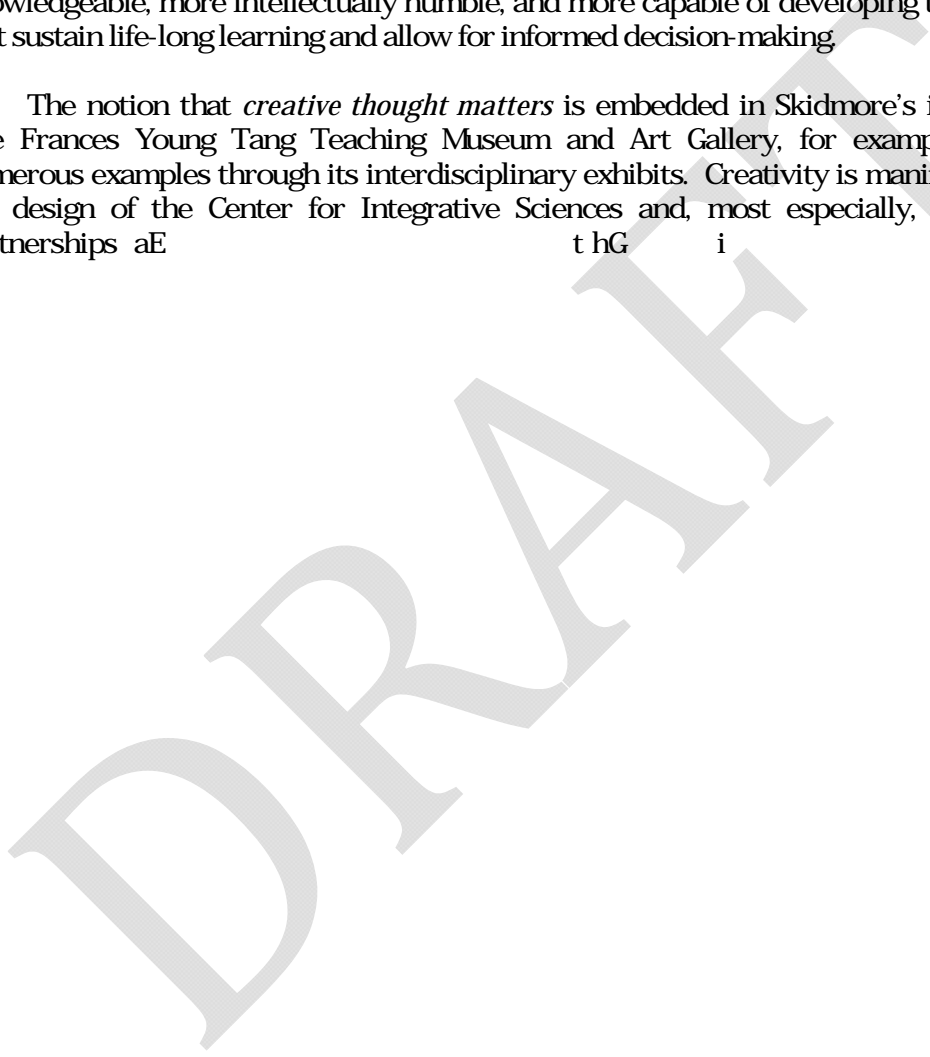 owledgeable, more intellectually humble, and more capable of developing t
t sustain life-long learning and allow for informed decision-making.
The notion that creative thought matters is embedded in Skidmore's i
e Frances Young Tang Teaching Museum and Art Gallery, for examp
merous examples through its interdisciplinary exhibits. Creativity is mani
design of the Center for Integrative Sciences and, most especially,
tnerships aE t hG i
DRAFT